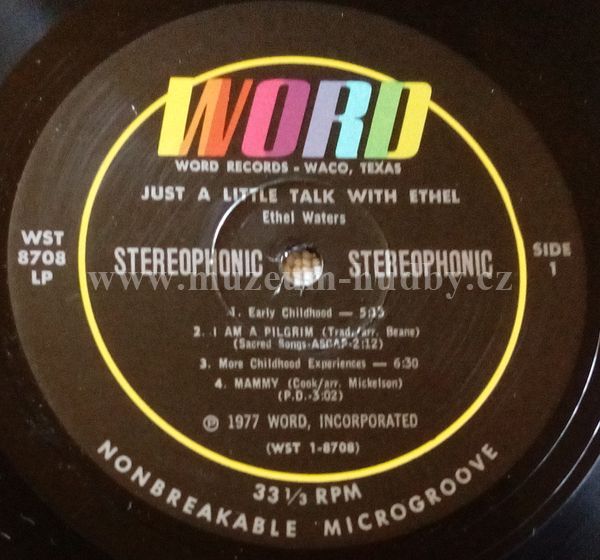 WORD
WORD RECORDS - WACO, TEXAS
JUST A LITTLE TALK WITH ETHEL
Ethel Waters
WST
8708
LP
STEREOPHONIC STEREOPHONIC
SIDE
1
www.muzeum-hudby.cz
1. Early Childhood — 5:35
2. I AM A PILGRIM (Trad./arr. Beane)
(Sacred Songs-ASCAP-2:12)
3. More Childhood Experiences — 6:30
4. MAMMY (Cook/arr. Mickelson)
(P.D.-3:02)
Ⓟ 1977 WORD, INCORPORATED
(WST 1-8708)
33 1/3 RPM
NONBREAKABLE MICROGROOVE